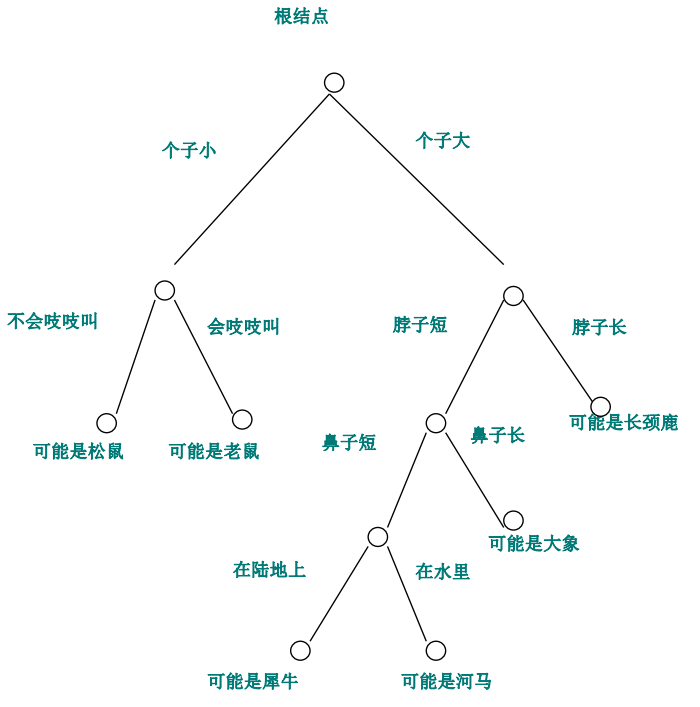 根结点
个子小
个子大
不会吱吱叫
会吱吱叫
脖子短
脖子长
可能是松鼠
可能是老鼠
鼻子短
鼻子长
可能是长颈鹿
可能是大象
在陆地上
在水里
可能是犀牛
可能是河马